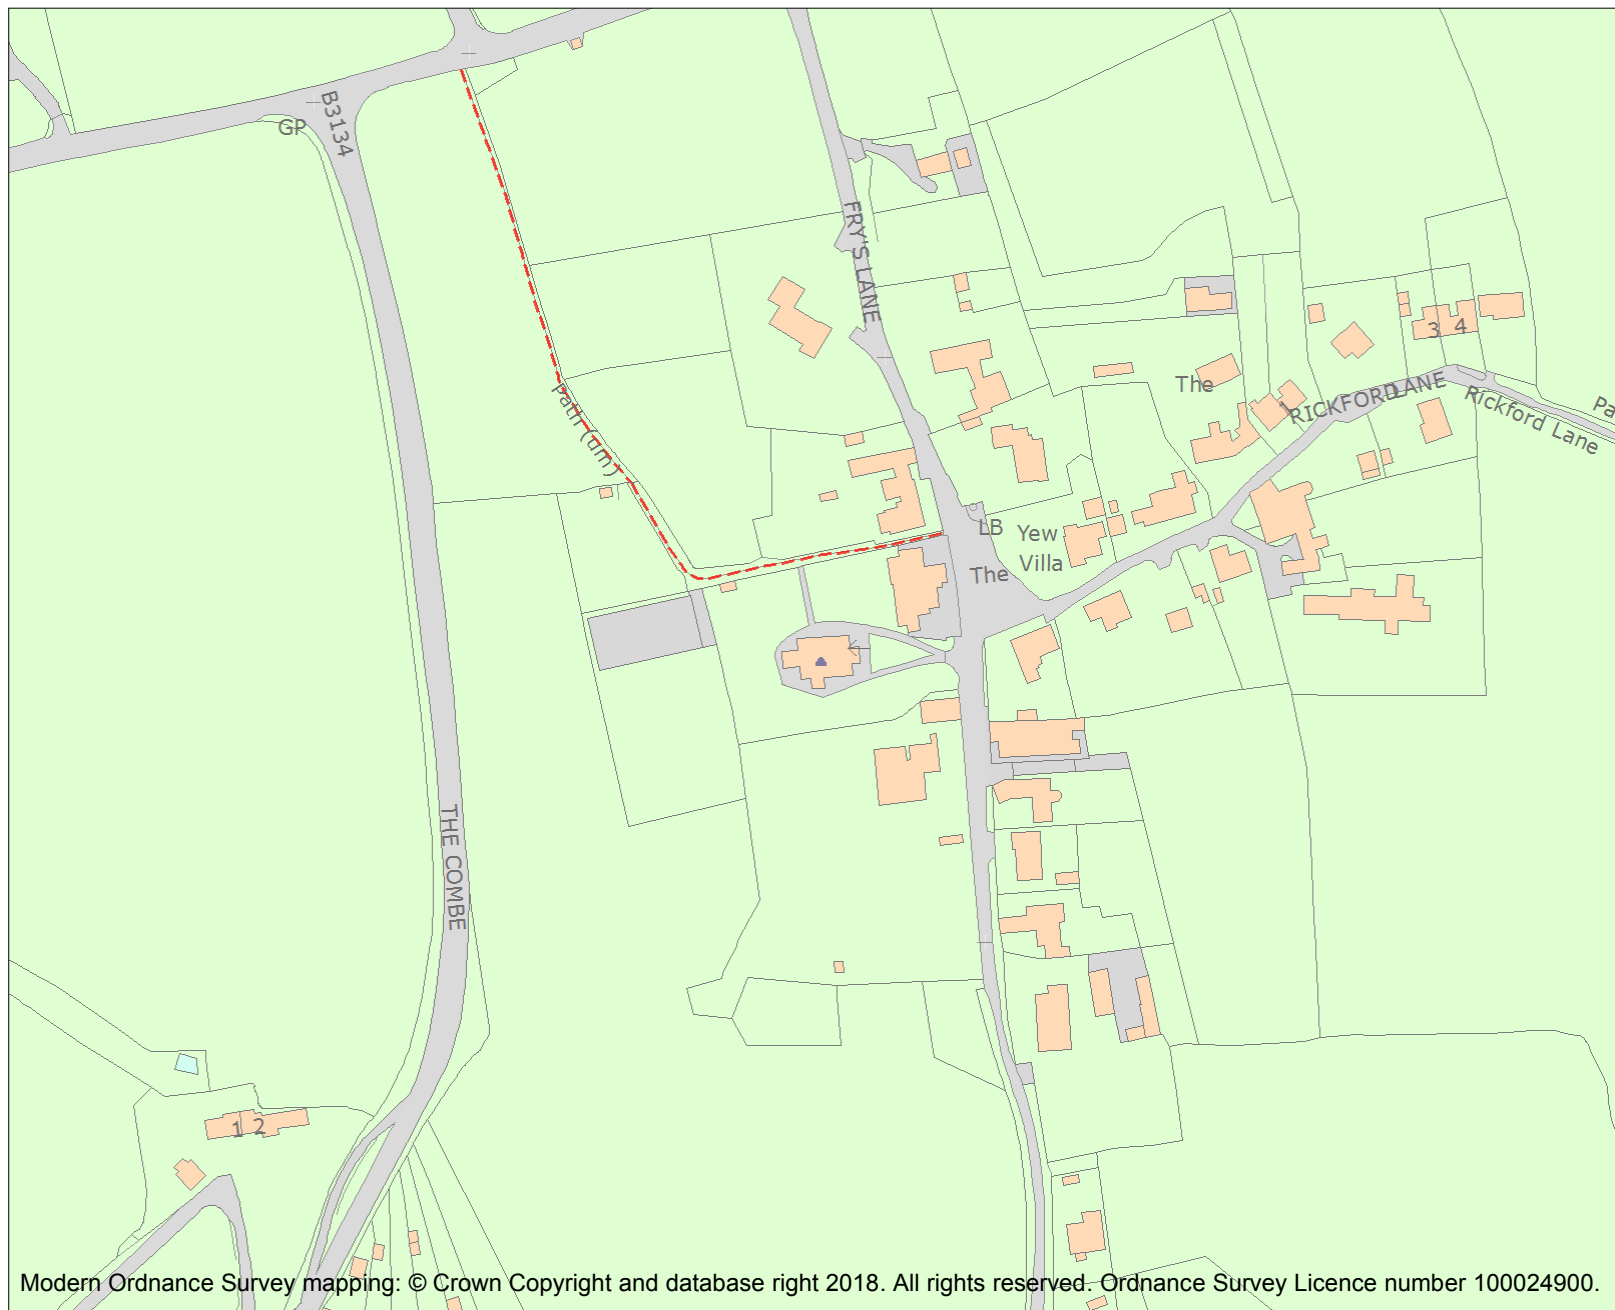 B3134
GP
FRY'S LANE
3 4
The
1
RICKFORD LANE
Rickford Lane
Pa
Path (um)
LB
Yew
Villa
The
THE COMBE
1 2
Modern Ordnance Survey mapping: © Crown Copyright and database right 2018. All rights reserved. Ordnance Survey Licence number 100024900.